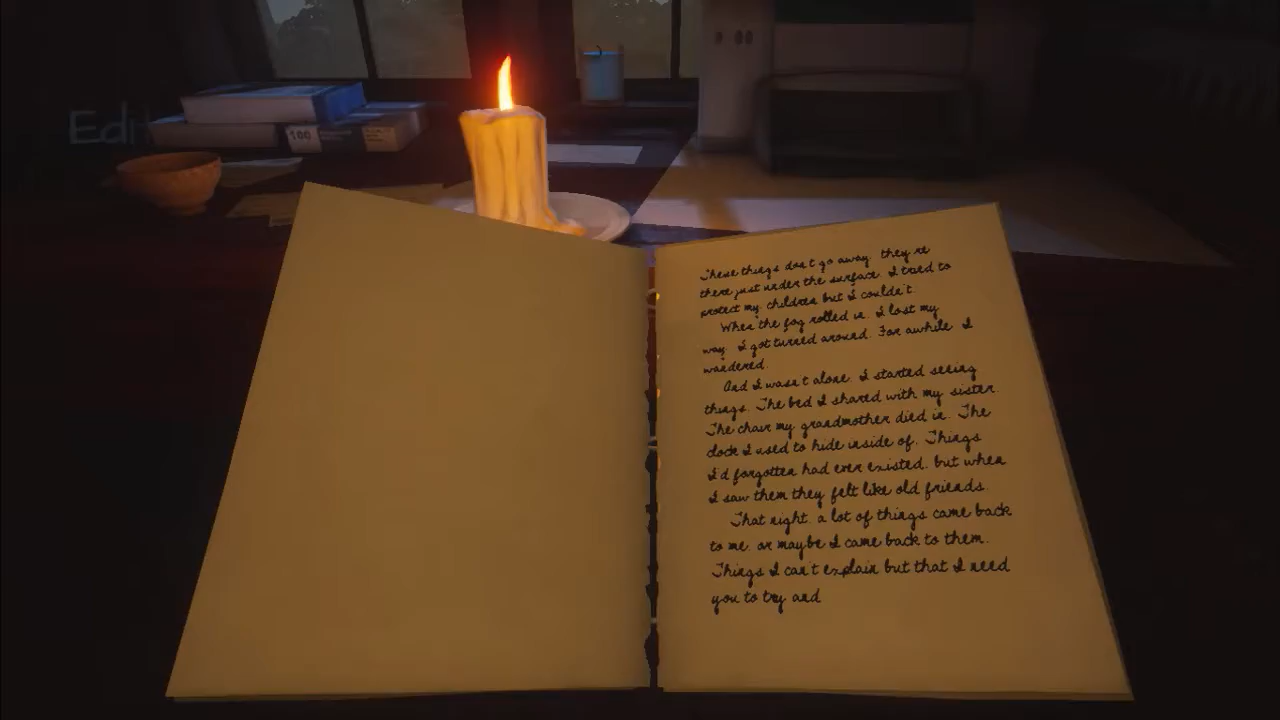 Edi
100
These things don't go away. they're
there just under the surface. I tried to
protect my children but I couldn't.
When the fog rolled in, I lost my
way. I got turned around. For awhile I
wandered.
And I wasn't alone. I started seeing
things. The bed I shared with my sister.
The chair my grandmother died in. The
clock I used to hide inside of. Things
I'd forgotten had ever existed, but when
I saw them they felt like old friends.
That night, a lot of things came back
to me, or maybe I came back to them.
Things I can't explain but that I need
you to try and